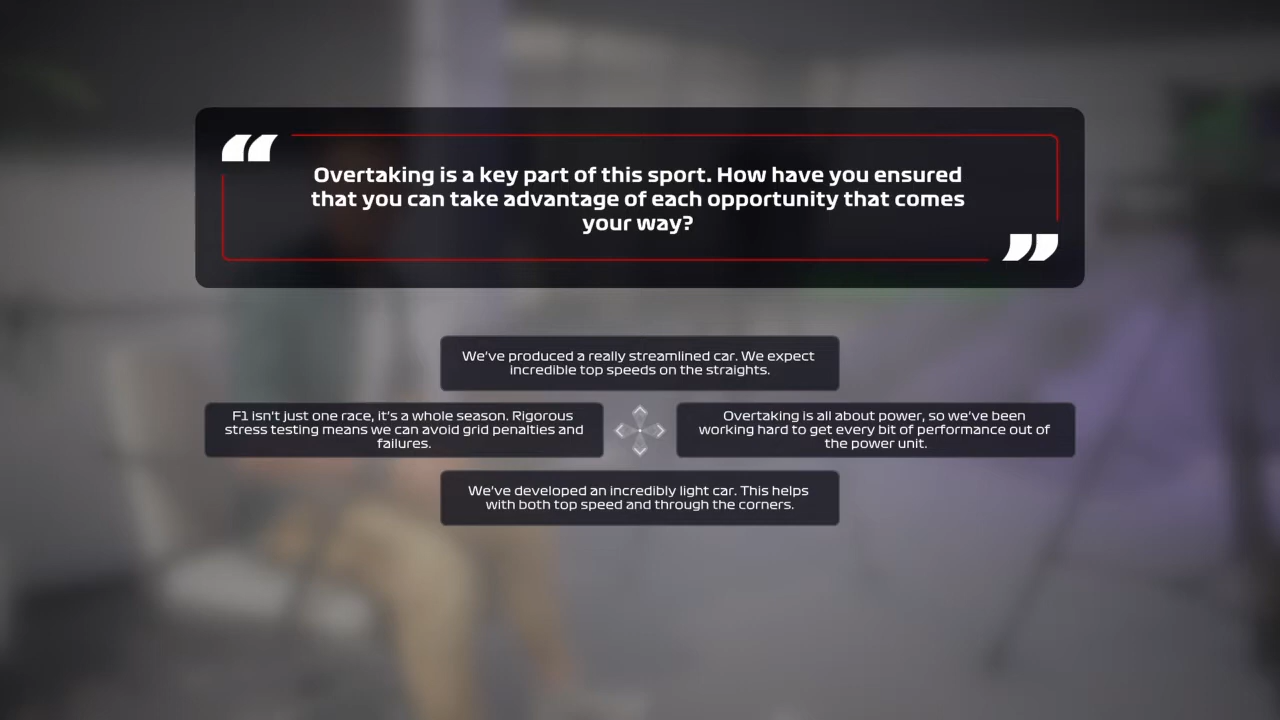 Overtaking is a key part of this sport. How have you ensured
that you can take advantage of each opportunity that comes
your way?
We've produced a really streamlined car. We expect
incredible top speeds on the straights.
F1 isn't just one race, it's a whole season. Rigorous
stress testing means we can avoid grid penalties and
failures.
Overtaking is all about power, so we've been
working hard to get every bit of performance out of
the power unit.
We've developed an incredibly light car. This helps
with both top speed and through the corners.